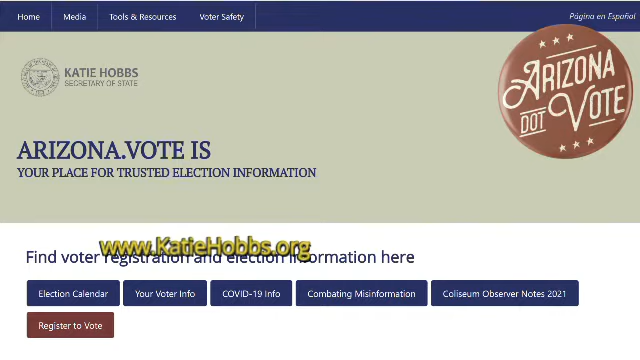 Home Media Tools & Resources Voter Safety Página en Español
KATIE HOBBS
SECRETARY OF STATE
ARIZONA
DOT VOTE
ARIZONA.VOTE IS
YOUR PLACE FOR TRUSTED ELECTION INFORMATION
www.KatieHobbs.org
Find voter registration and election information here
Election Calendar Your Voter Info COVID-19 Info Combating Misinformation Coliseum Observer Notes 2021
Register to Vote